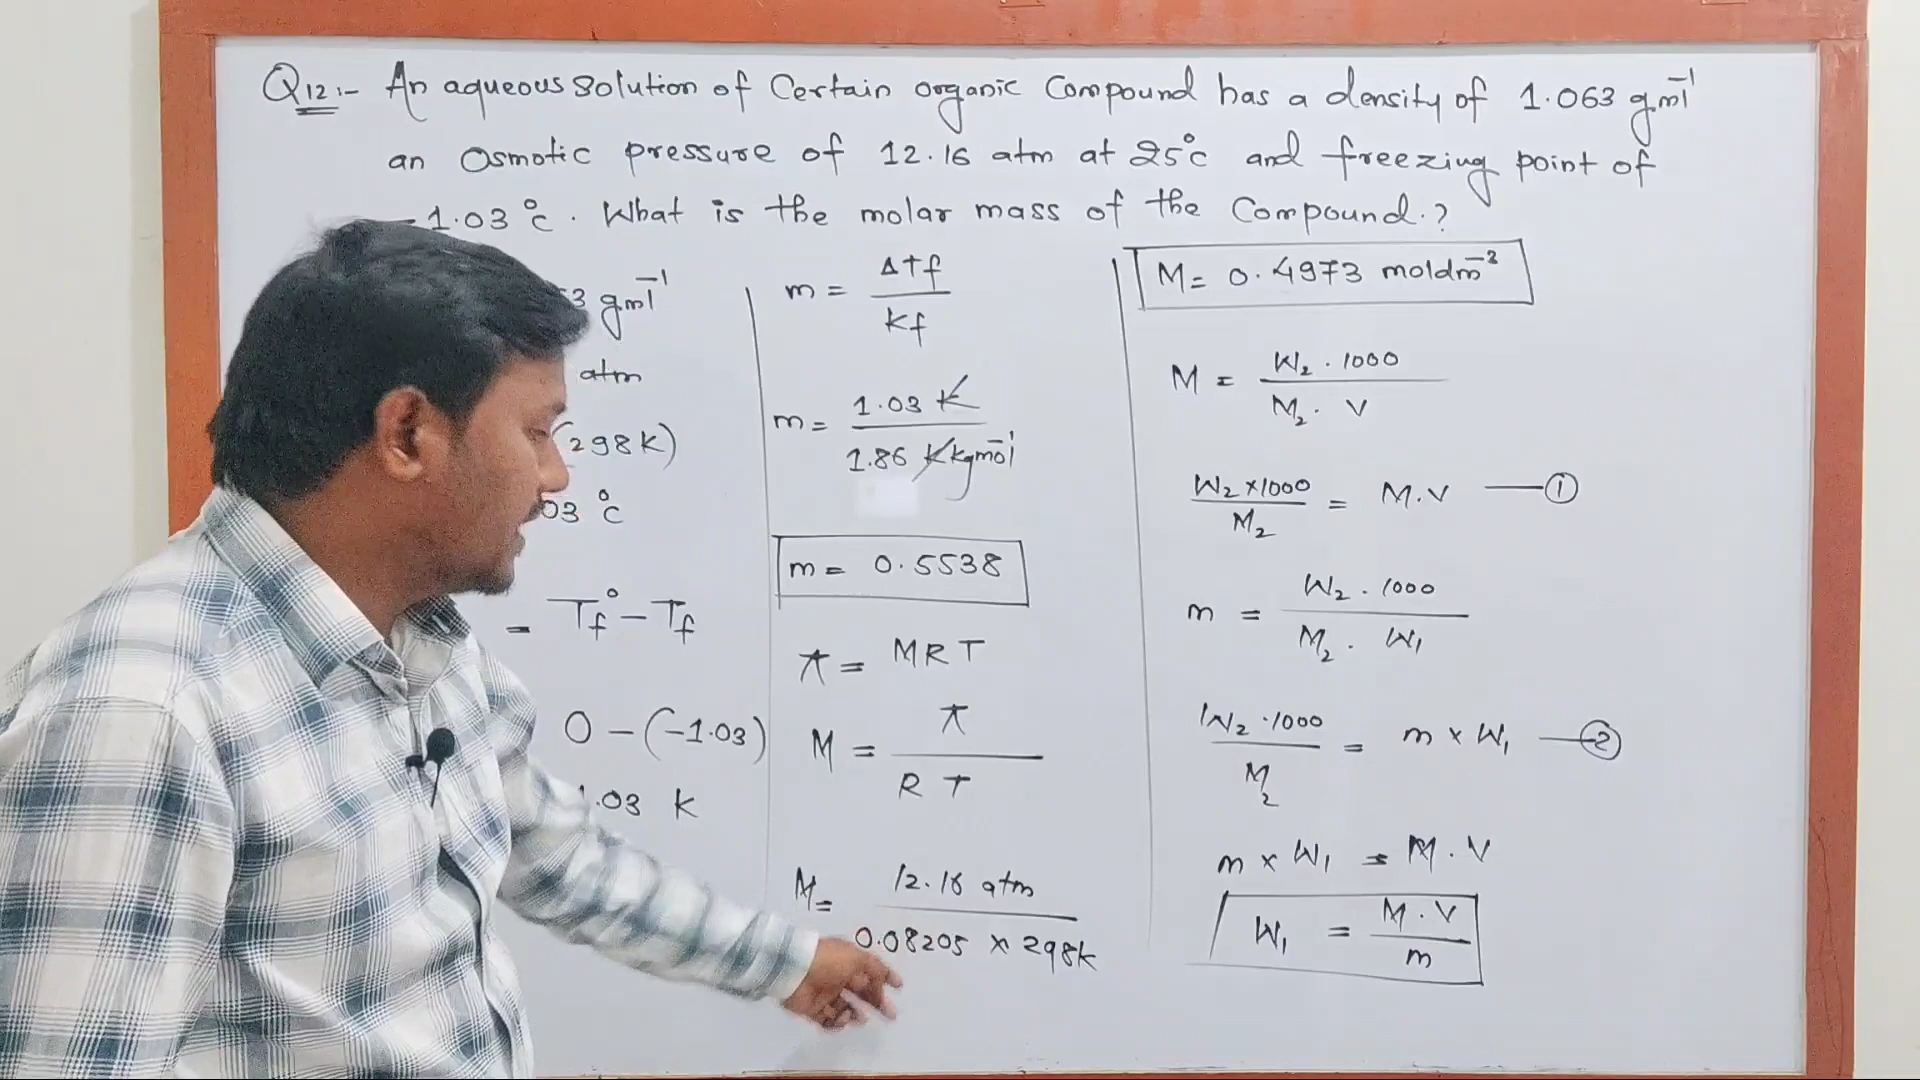 Q12:- An aqueous solution of Certain organic Compound has a density of 1.063 gml⁻¹
an Osmotic pressure of 12.16 atm at 25°c and freezing point of
-1.03 °c. What is the molar mass of the Compound.?
3 gml⁻¹
atm
(298K)
03 °c
= Tf° - Tf
0 - (-1.03)
1.03 k
m = ΔTf / kf
m = 1.03 K / 1.86 Kkgmol⁻¹
m = 0.5538
π = MRT
M = π / R T
M = 12.16 atm / 0.08205 × 298k
M = 0.4973 moldm⁻³
M = W₂ . 1000 / M₂ . V
W₂ × 1000 / M₂ = M.V — ①
m = W₂ . 1000 / M₂ . W₁
W₂ . 1000 / M₂ = m × W₁ — ②
m × W₁ = M . V
W₁ = M . V / m